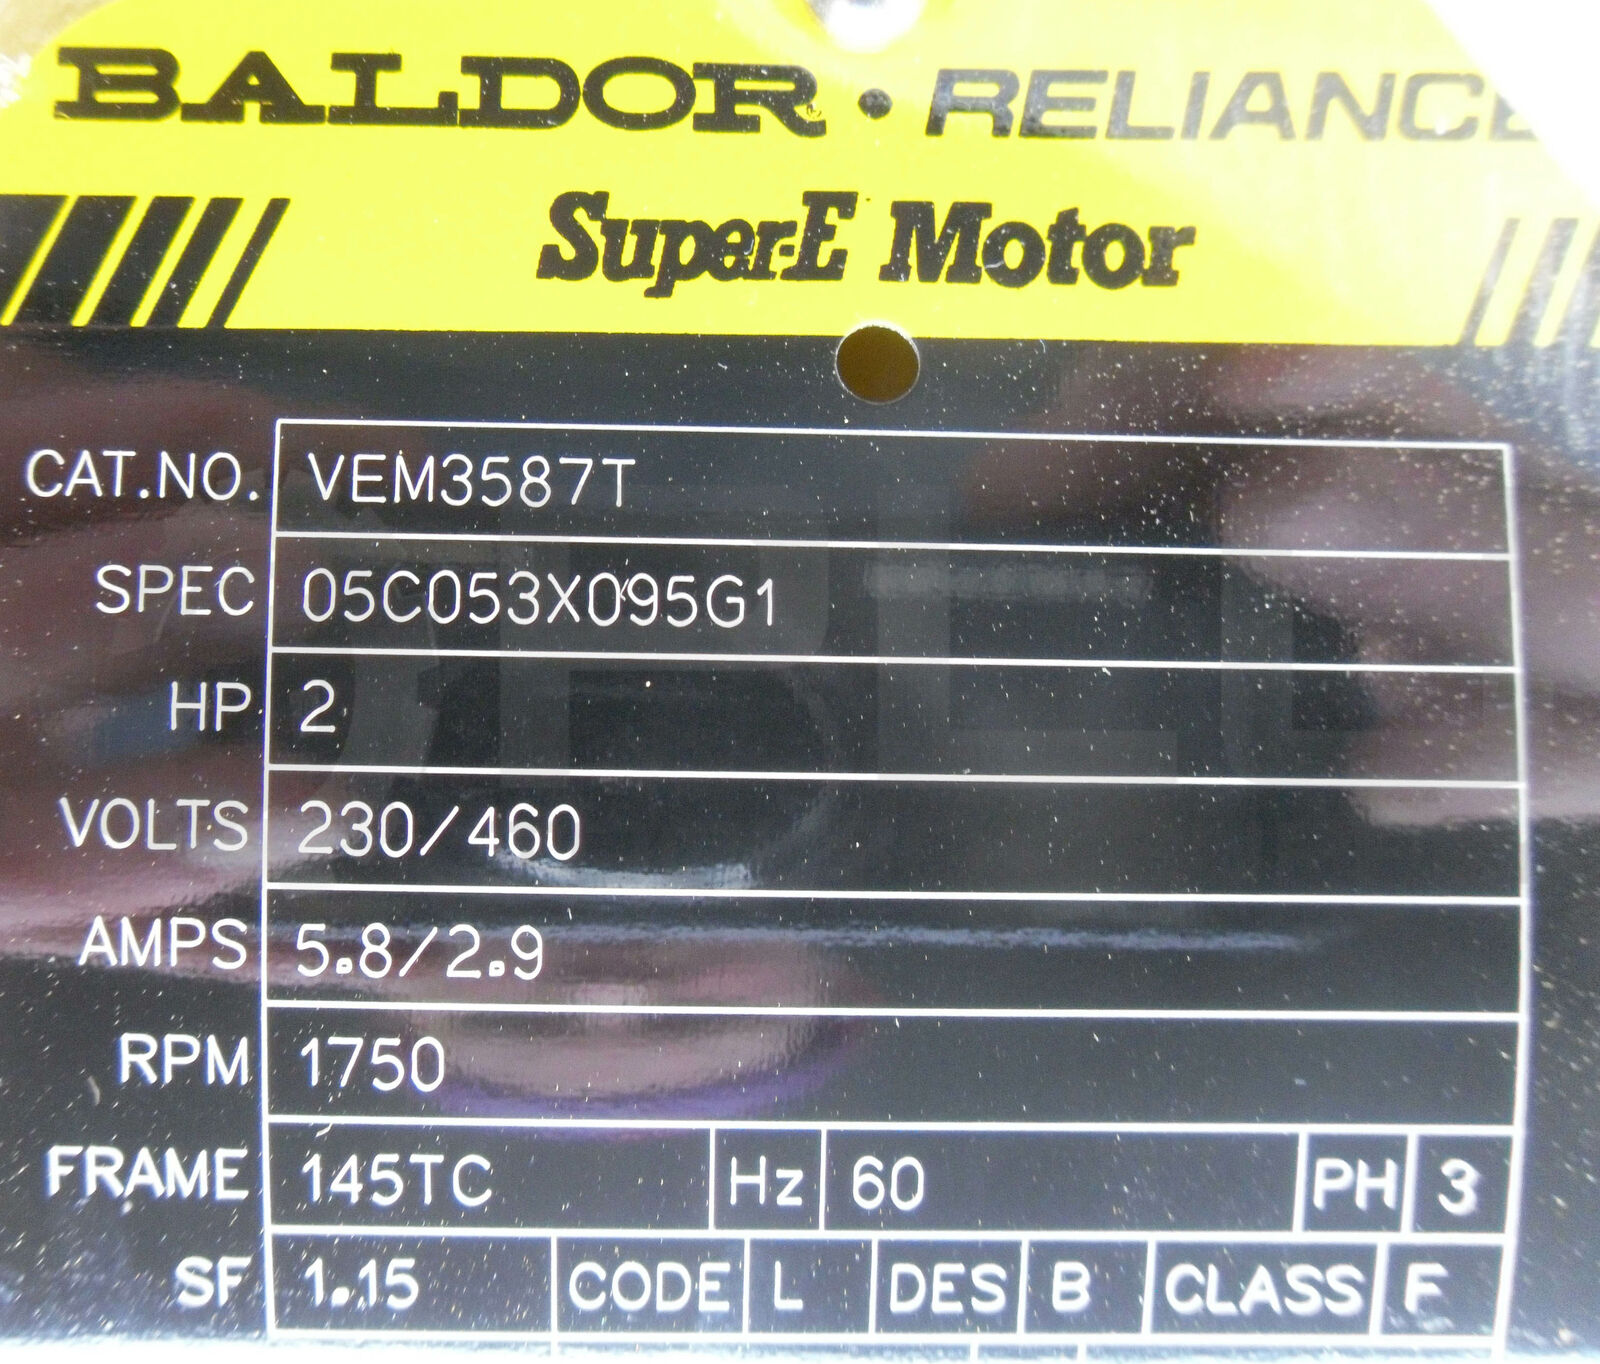 BALDOR • RELIANCE
Super-E Motor
CAT.NO. VEM3587T
SPEC 05C053X095G1
HP 2
VOLTS 230/460
AMPS 5.8/2.9
RPM 1750
FRAME 145TC Hz 60 PH 3
SF 1.15 CODE L DES B CLASS F